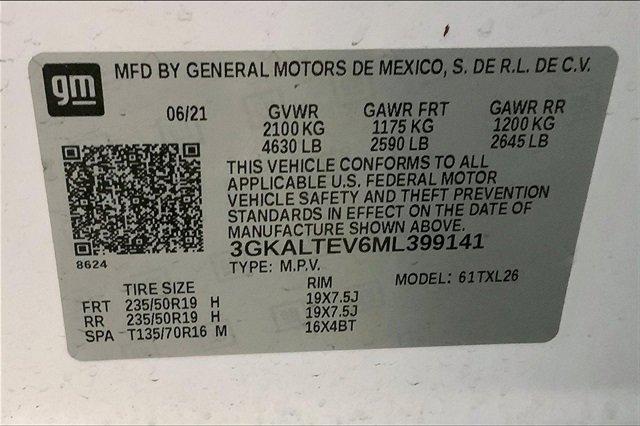 gm
MFD BY GENERAL MOTORS DE MEXICO, S. DE R.L. DE C.V.
06/21 GVWR GAWR FRT GAWR RR
2100 KG 1175 KG 1200 KG
4630 LB 2590 LB 2645 LB
THIS VEHICLE CONFORMS TO ALL
APPLICABLE U.S. FEDERAL MOTOR
VEHICLE SAFETY AND THEFT PREVENTION
STANDARDS IN EFFECT ON THE DATE OF
MANUFACTURE SHOWN ABOVE.
8624
3GKALTEV6ML399141
TYPE: M.P.V. MODEL: 61TXL26
TIRE SIZE RIM
FRT 235/50R19 H 19X7.5J
RR 235/50R19 H 19X7.5J
SPA T135/70R16 M 16X4BT